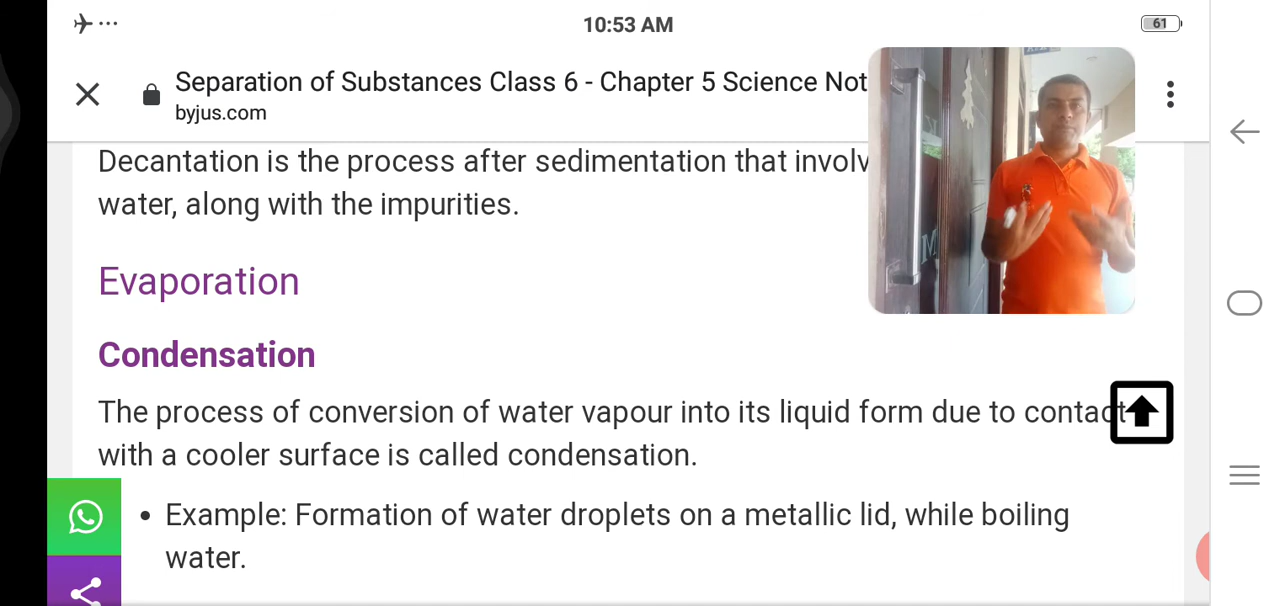 10:53 AM
61
Separation of Substances Class 6 - Chapter 5 Science Not
byjus.com
Decantation is the process after sedimentation that involv
water, along with the impurities.
Evaporation
Condensation
The process of conversion of water vapour into its liquid form due to contact
with a cooler surface is called condensation.
• Example: Formation of water droplets on a metallic lid, while boiling
water.